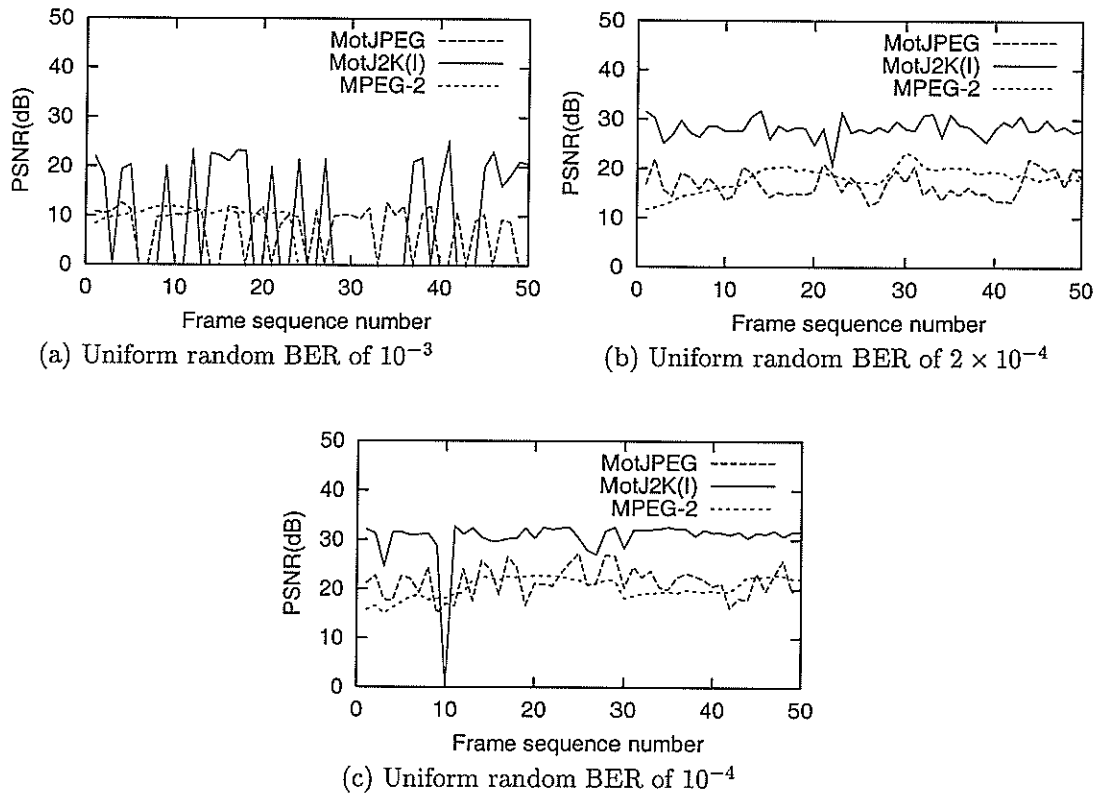 50
40
30
20
10
0
PSNR(dB)
MotJPEG
MotJ2K(I)
MPEG-2
0 10 20 30 40 50
Frame sequence number
(a) Uniform random BER of 10⁻³
50
40
30
20
10
0
PSNR(dB)
MotJPEG
MotJ2K(I)
MPEG-2
0 10 20 30 40 50
Frame sequence number
(b) Uniform random BER of 2 × 10⁻⁴
50
40
30
20
10
0
PSNR(dB)
MotJPEG
MotJ2K(I)
MPEG-2
0 10 20 30 40 50
Frame sequence number
(c) Uniform random BER of 10⁻⁴